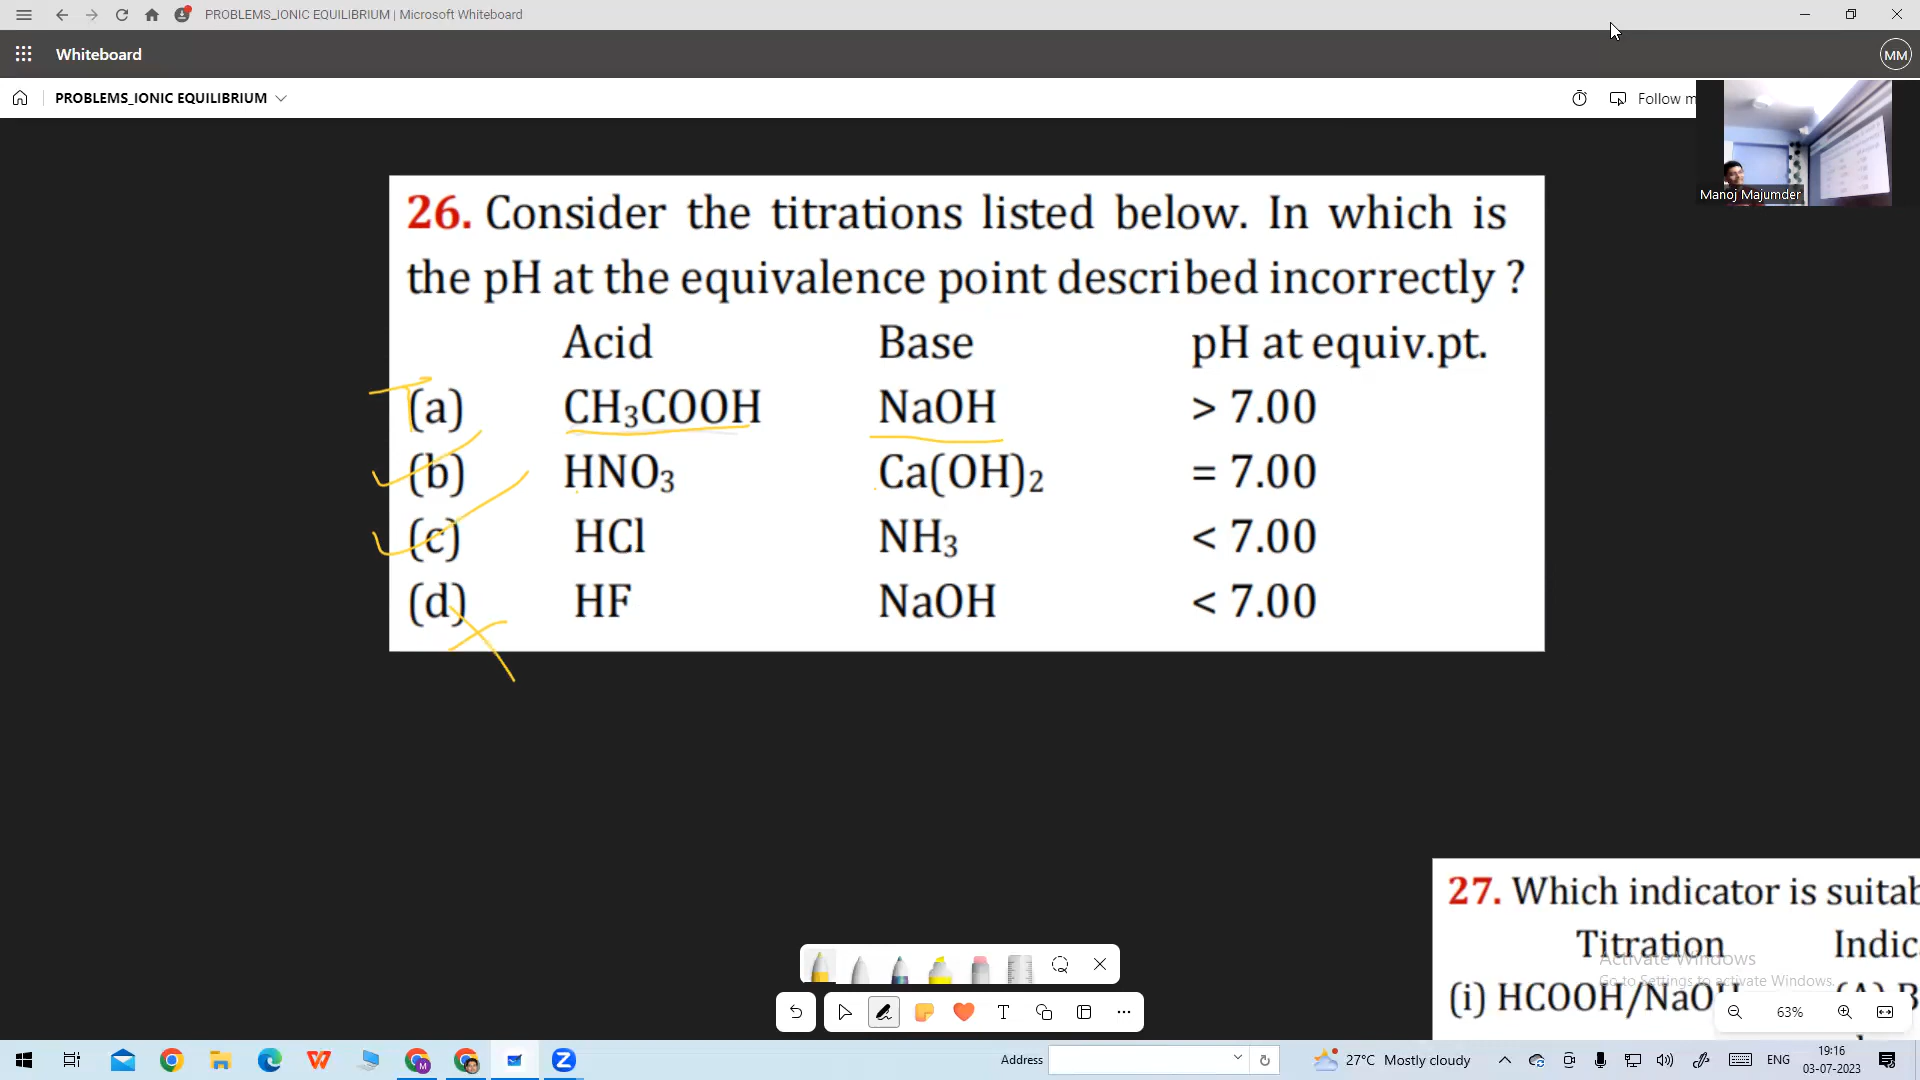 PROBLEMS_IONIC EQUILIBRIUM | Microsoft Whiteboard
Whiteboard
MM
PROBLEMS_IONIC EQUILIBRIUM
Follow m
Manoj Majumder
26. Consider the titrations listed below. In which is
the pH at the equivalence point described incorrectly ?
Acid Base pH at equiv.pt.
(a) CH₃COOH NaOH > 7.00
(b) HNO₃ Ca(OH)₂ = 7.00
(c) HCl NH₃ < 7.00
(d) HF NaOH < 7.00
27. Which indicator is suitab
Titration Indic
Activate Windows
Go to Settings to activate Windows.
(i) HCOOH/NaOH (A) B
63%
Address
27°C Mostly cloudy
ENG
19:16
03-07-2023